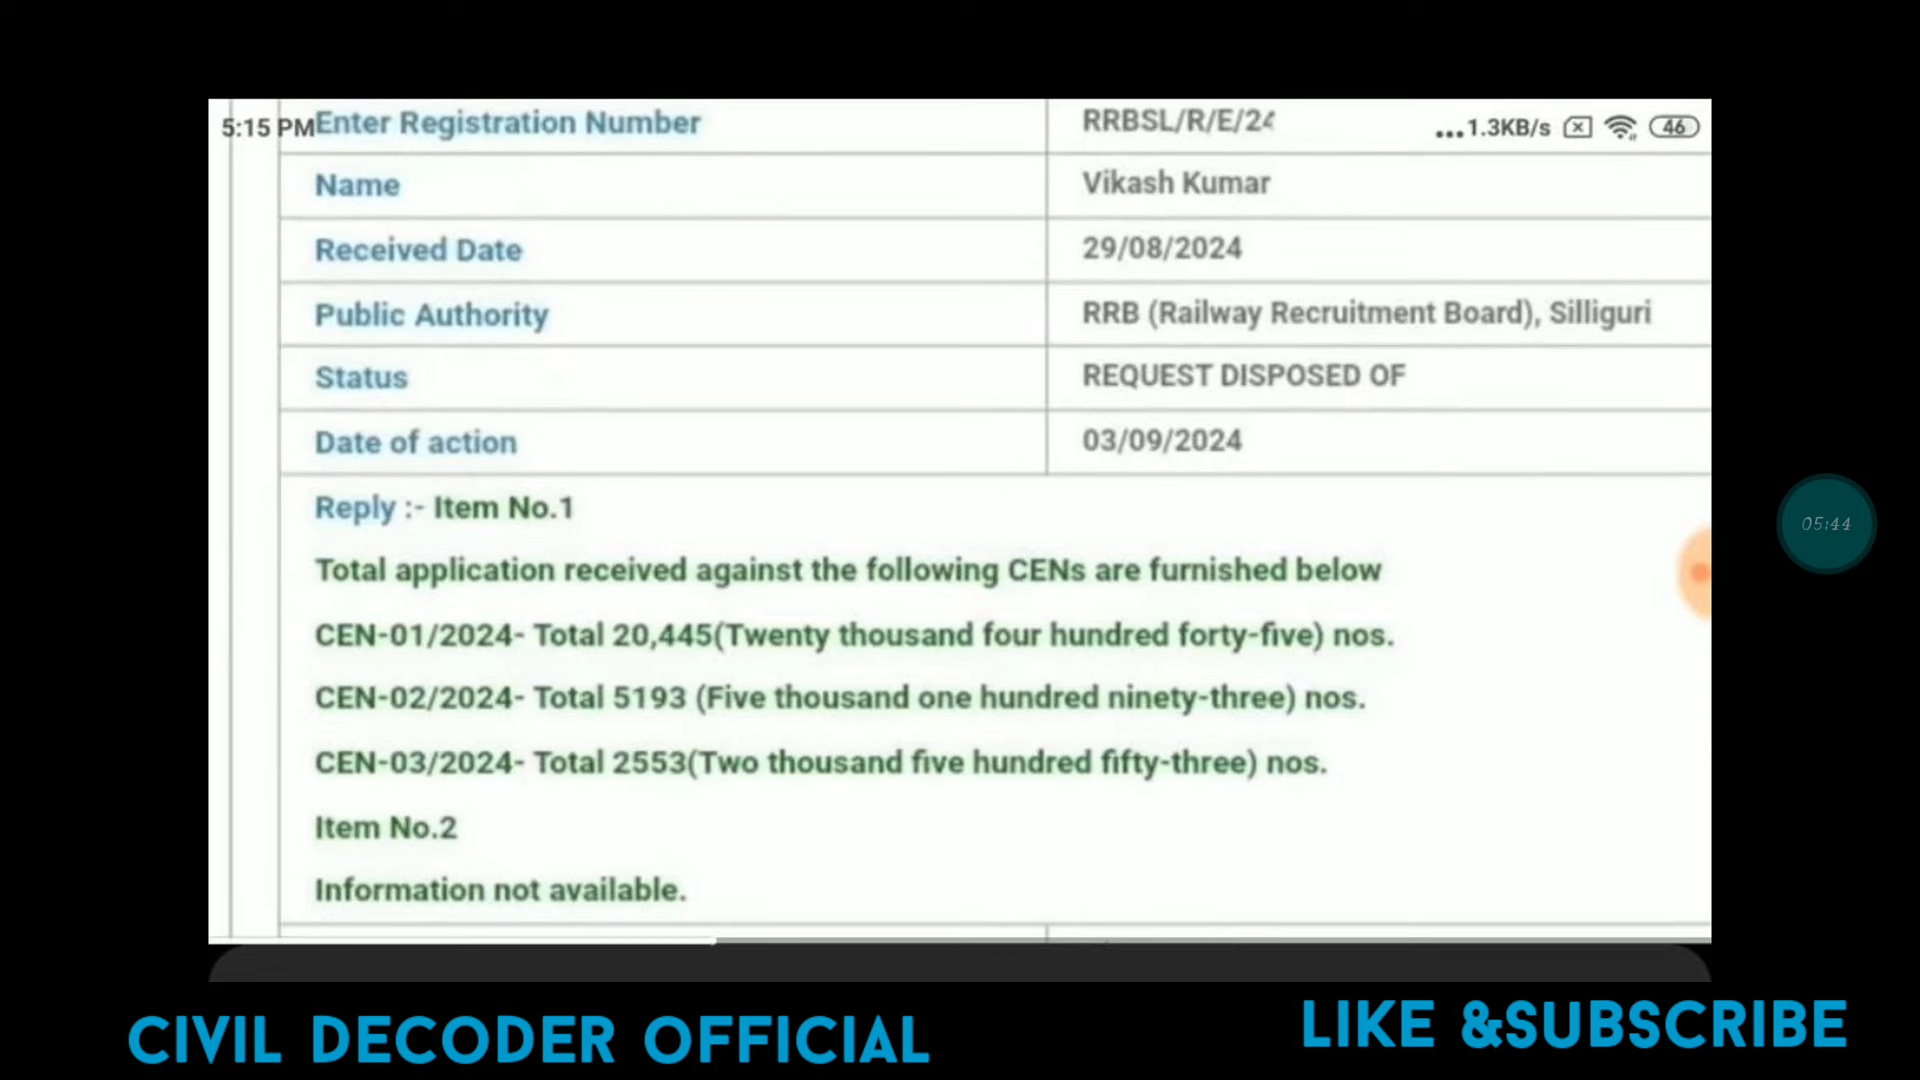 5:15 PM
...1.3KB/s
46
Enter Registration Number RRBSL/R/E/24
Name Vikash Kumar
Received Date 29/08/2024
Public Authority RRB (Railway Recruitment Board), Silliguri
Status REQUEST DISPOSED OF
Date of action 03/09/2024
Reply :- Item No.1
Total application received against the following CENs are furnished below
CEN-01/2024- Total 20,445(Twenty thousand four hundred forty-five) nos.
CEN-02/2024- Total 5193 (Five thousand one hundred ninety-three) nos.
CEN-03/2024- Total 2553(Two thousand five hundred fifty-three) nos.
Item No.2
Information not available.
05:44
CIVIL DECODER OFFICIAL
LIKE &SUBSCRIBE